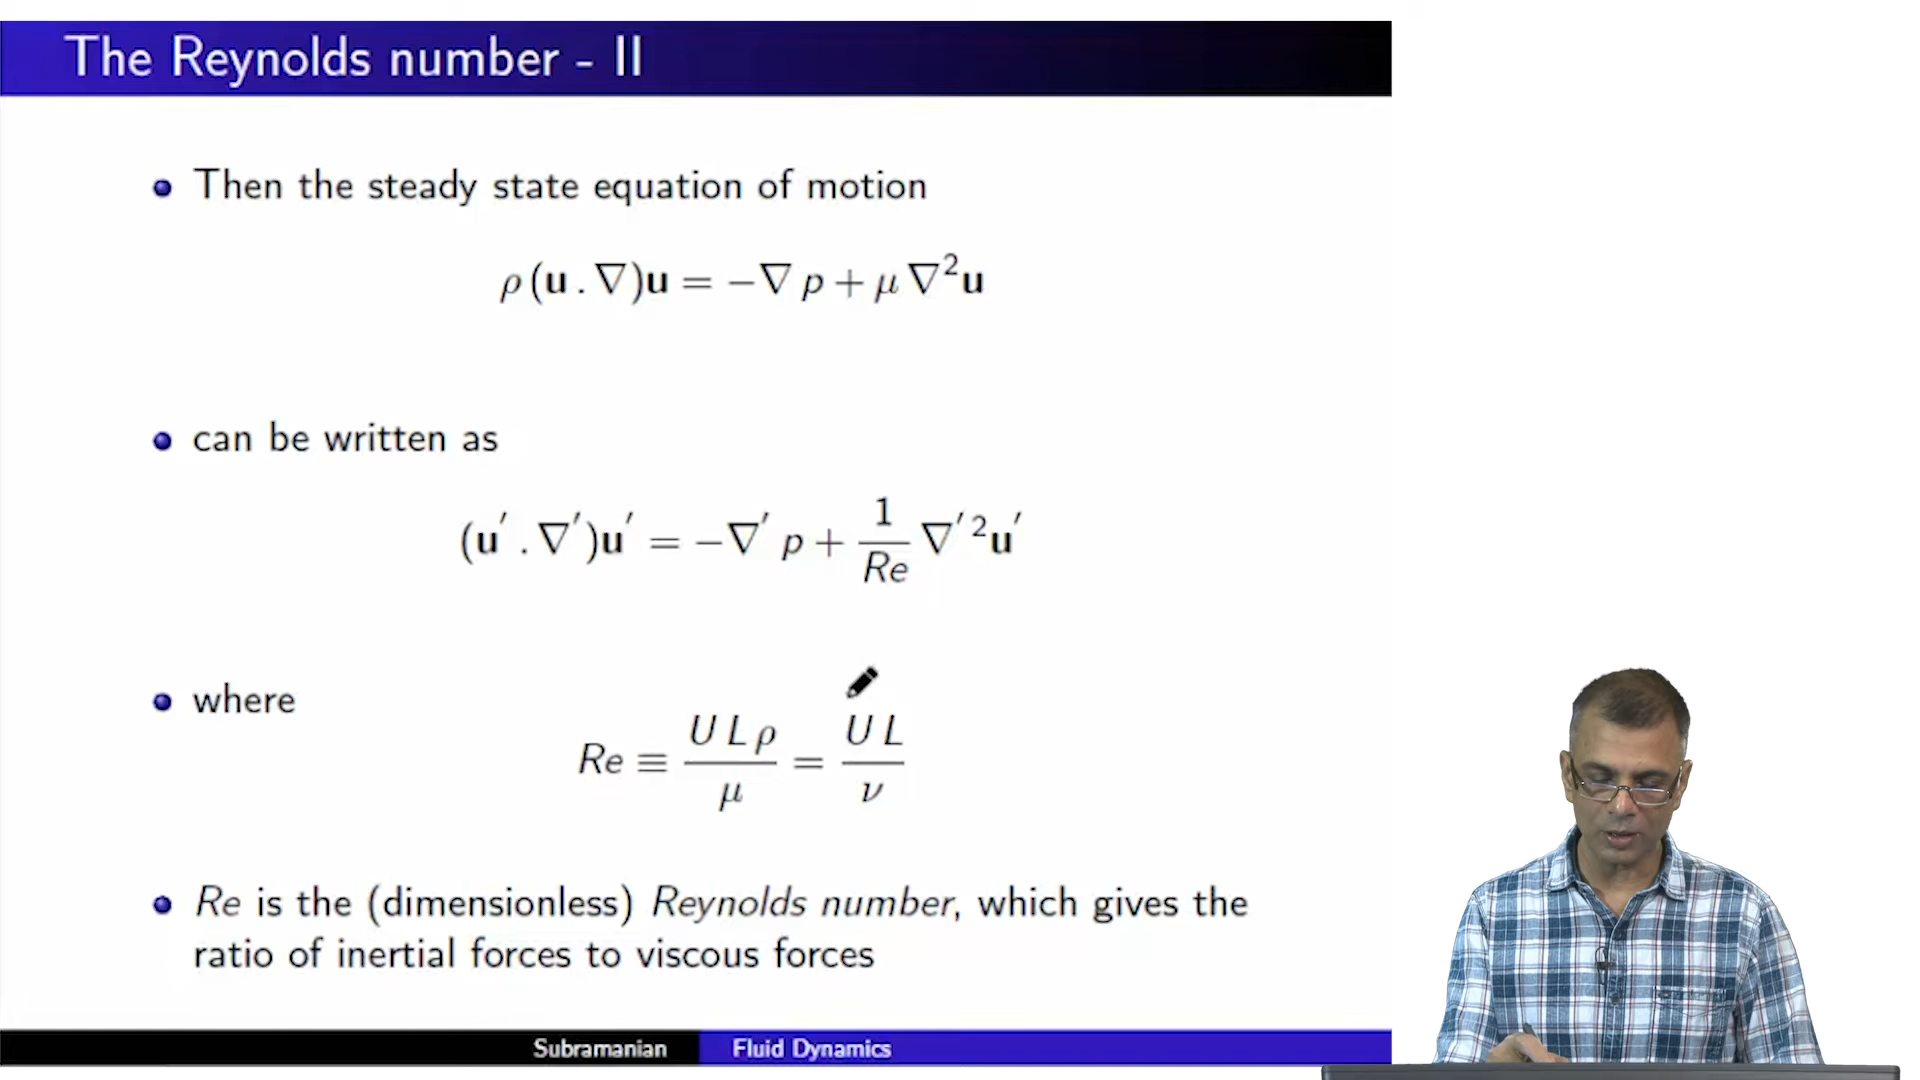 The Reynolds number - II
Then the steady state equation of motion
ρ(u . ∇)u = −∇ p + μ ∇²u
can be written as
(u′ . ∇′)u′ = −∇′ p + 1/Re ∇′ ²u′
where
Re ≡ U L ρ / μ = U L / ν
Re is the (dimensionless) Reynolds number, which gives the
ratio of inertial forces to viscous forces
Subramanian Fluid Dynamics